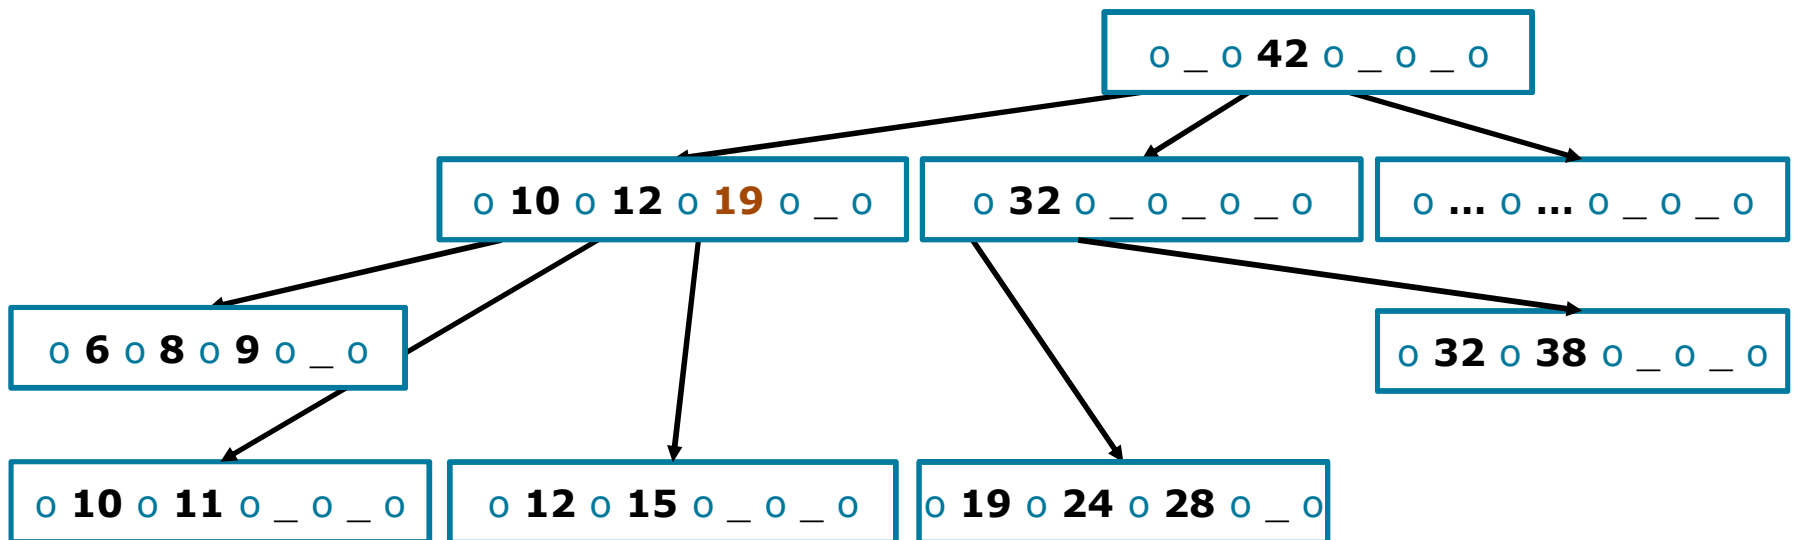 o _ o 42 o _ o _ o
o 10 o 12 o 19 o _ o
o 32 o _ o _ o _ o
o ... o ... o _ o _ o
o 6 o 8 o 9 o _ o
o 32 o 38 o _ o _ o
o 10 o 11 o _ o _ o
o 12 o 15 o _ o _ o
o 19 o 24 o 28 o _ o